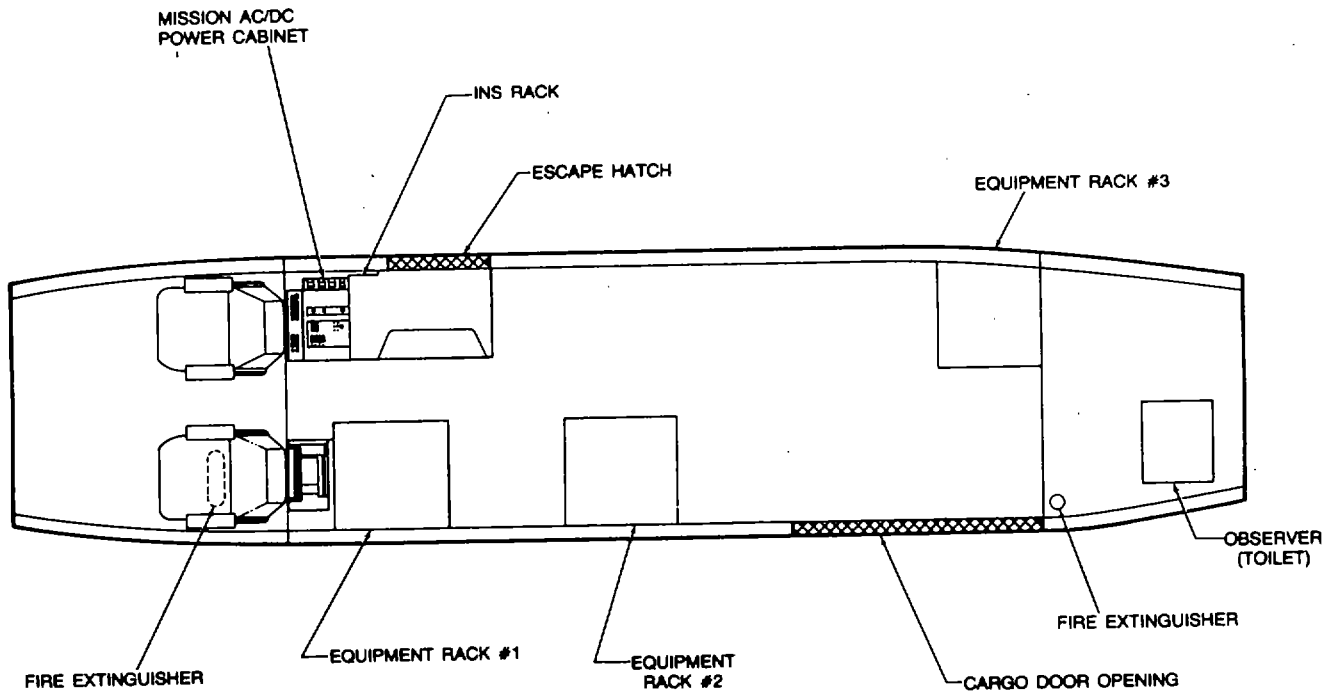 MISSION AC/DC
POWER CABINET
INS RACK
ESCAPE HATCH
EQUIPMENT RACK #3
OBSERVER
(TOILET)
FIRE EXTINGUISHER
CARGO DOOR OPENING
EQUIPMENT
RACK #2
EQUIPMENT RACK #1
FIRE EXTINGUISHER